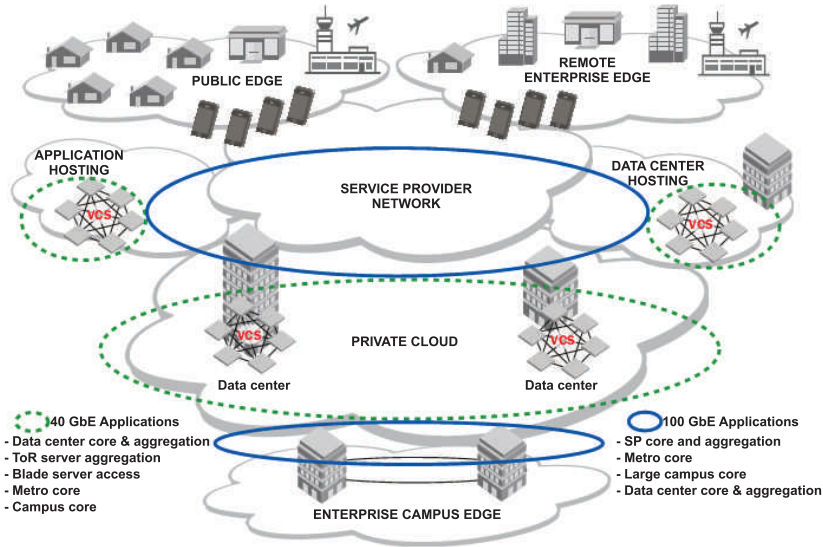 PUBLIC EDGE
REMOTE
ENTERPRISE EDGE
APPLICATION
HOSTING
DATA CENTER
HOSTING
SERVICE PROVIDER
NETWORK
VCS
VCS
VCS
PRIVATE CLOUD
VCS
Data center
Data center
40 GbE Applications
- Data center core & aggregation
- ToR server aggregation
- Blade server access
- Metro core
- Campus core
100 GbE Applications
- SP core and aggregation
- Metro core
- Large campus core
- Data center core & aggregation
ENTERPRISE CAMPUS EDGE